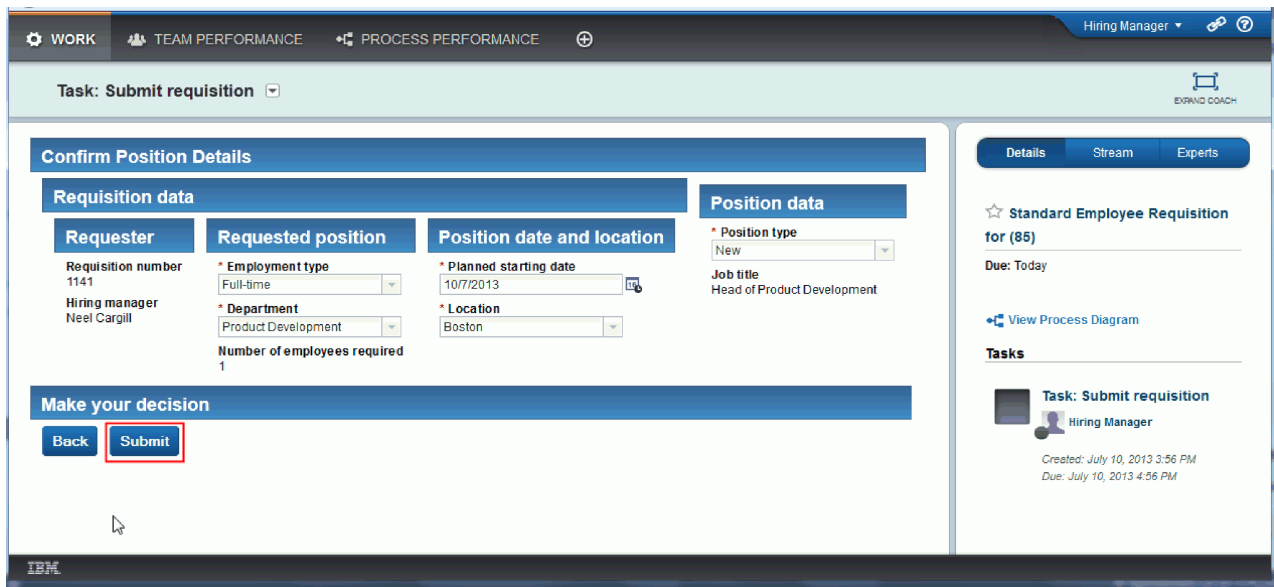 WORK TEAM PERFORMANCE PROCESS PERFORMANCE
Hiring Manager
Task: Submit requisition
EXPAND COACH
Confirm Position Details
Requisition data
Requester
Requisition number
1141
Hiring manager
Neel Cargill
Requested position
* Employment type
Full-time
* Department
Product Development
Number of employees required
1
Position date and location
* Planned starting date
10/7/2013
* Location
Boston
Position data
* Position type
New
Job title
Head of Product Development
Make your decision
Back Submit
Details Stream Experts
Standard Employee Requisition
for (85)
Due: Today
View Process Diagram
Tasks
Task: Submit requisition
Hiring Manager
Created: July 10, 2013 3:56 PM
Due: July 10, 2013 4:56 PM
IBM.